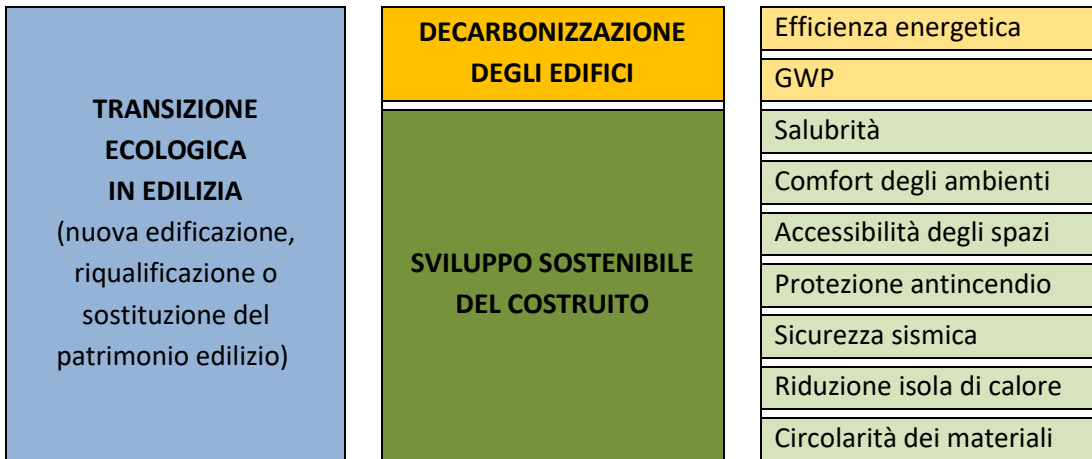 TRANSIZIONE
ECOLOGICA
IN EDILIZIA
(nuova edificazione,
riqualificazione o
sostituzione del
patrimonio edilizio)
DECARBONIZZAZIONE
DEGLI EDIFICI
SVILUPPO SOSTENIBILE
DEL COSTRUITO
Efficienza energetica
GWP
Salubrità
Comfort degli ambienti
Accessibilità degli spazi
Protezione antincendio
Sicurezza sismica
Riduzione isola di calore
Circolarità dei materiali